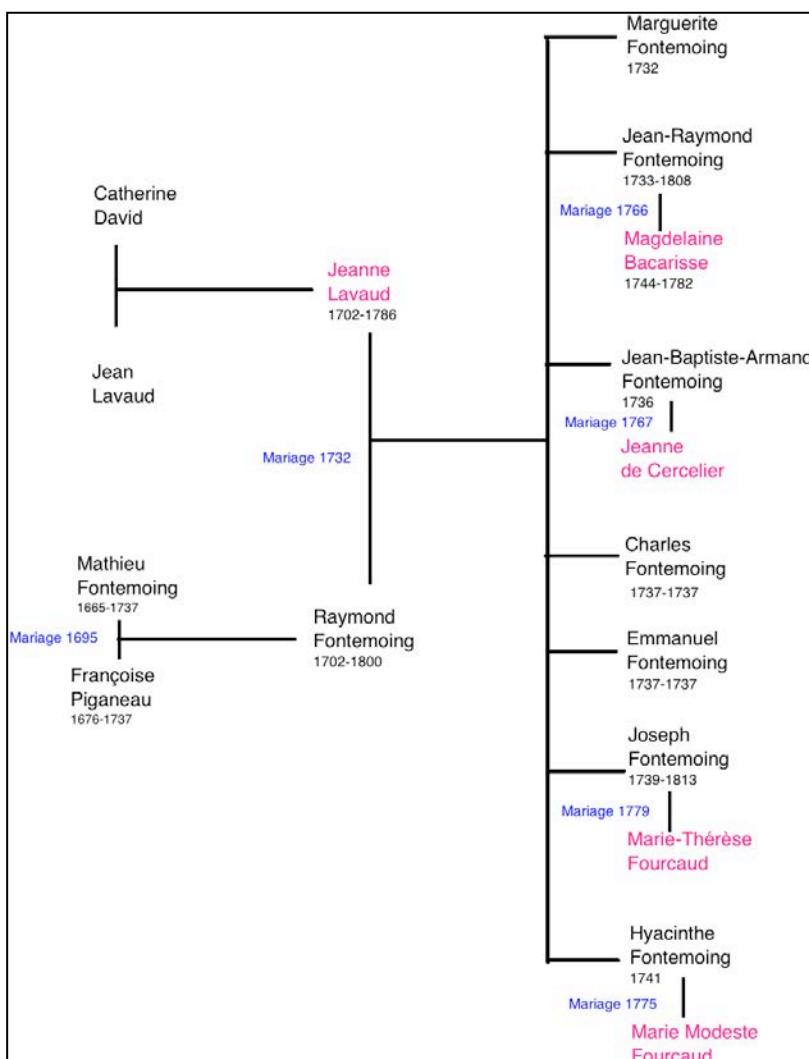 Catherine
David
Jean
Lavaud
Jeanne
Lavaud
1702-1786
Mariage 1732
Mathieu
Fontemoing
1665-1737
Mariage 1695
Françoise
Piganeau
1676-1737
Raymond
Fontemoing
1702-1800
Marguerite
Fontemoing
1732
Jean-Raymond
Fontemoing
1733-1808
Mariage 1766
Magdelaine
Bacarisse
1744-1782
Jean-Baptiste-Armand
Fontemoing
1736
Mariage 1767
Jeanne
de Cercelier
Charles
Fontemoing
1737-1737
Emmanuel
Fontemoing
1737-1737
Joseph
Fontemoing
1739-1813
Mariage 1779
Marie-Thérèse
Fourcaud
Hyacinthe
Fontemoing
1741
Mariage 1775
Marie Modeste
Fourcaud